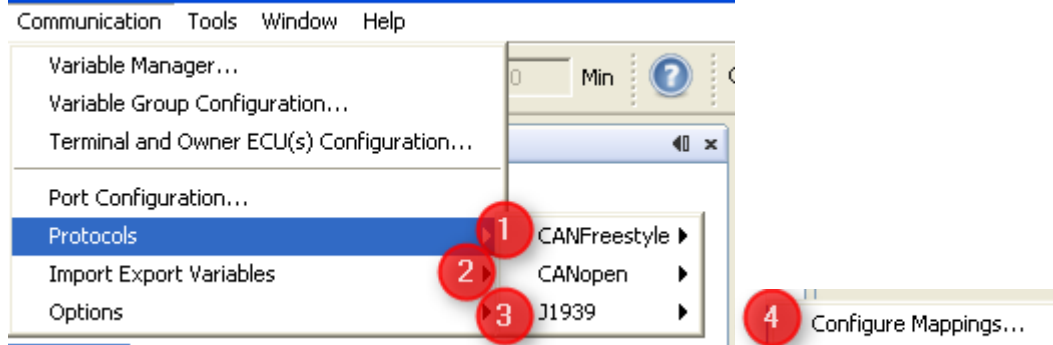 Communication Tools Window Help
Variable Manager...
0 Min ?
Variable Group Configuration...
Terminal and Owner ECU(s) Configuration...
Port Configuration...
Protocols 1 CANFreestyle
Import Export Variables 2 CANopen
Options 3 J1939
4 Configure Mappings...